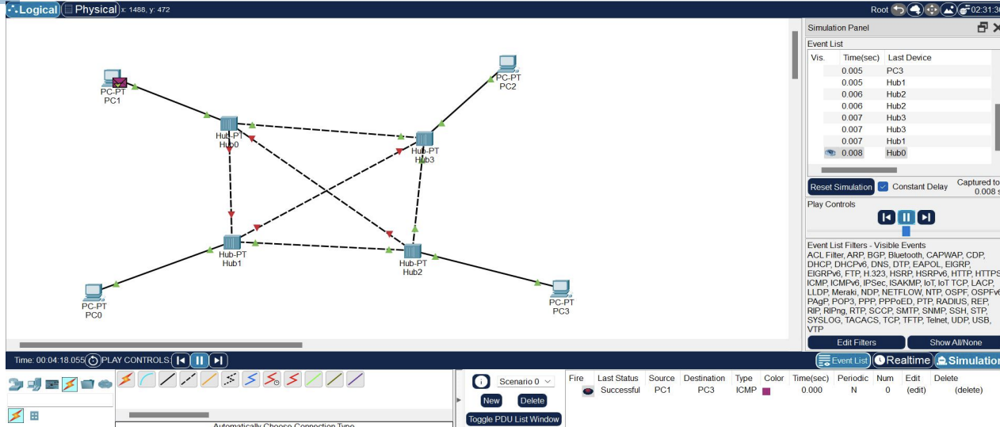 Logical Physical x: 1488, y: 472 Root 02:31:30
Simulation Panel
Event List
Vis. Time(sec) Last Device
0.005 PC3
0.005 Hub1
0.006 Hub2
0.006 Hub2
0.007 Hub3
0.007 Hub3
0.007 Hub1
0.008 Hub0
Reset Simulation Constant Delay Captured to
0.008 s
Play Controls
Event List Filters - Visible Events
ACL Filter, ARP, BGP, Bluetooth, CAPWAP, CDP,
DHCP, DHCPv6, DNS, DTP, EAPOL, EIGRP,
EIGRPv6, FTP, H.323, HSRP, HSRPv6, HTTP, HTTPS
ICMP, ICMPv6, IPSec, ISAKMP, IoT, IoT TCP, LACP,
LLDP, Meraki, NDP, NETFLOW, NTP, OSPF, OSPFv6
PAgP, POP3, PPP, PPPoED, PTP, RADIUS, REP,
RIP, RIPng, RTP, SCCP, SMTP, SNMP, SSH, STP,
SYSLOG, TACACS, TCP, TFTP, Telnet, UDP, USB,
VTP
Edit Filters Show All/None
PC-PT
PC1
PC-PT
PC2
Hub-PT
Hub0
Hub-PT
Hub3
Hub-PT
Hub1
Hub-PT
Hub2
PC-PT
PC0
PC-PT
PC3
Time: 00:04:18.055 PLAY CONTROLS: Event List Realtime Simulation
Automatically Choose Connection Type
Scenario 0
New Delete
Toggle PDU List Window
Fire Last Status Source Destination Type Color Time(sec) Periodic Num Edit Delete
Successful PC1 PC3 ICMP 0.000 N 0 (edit) (delete)